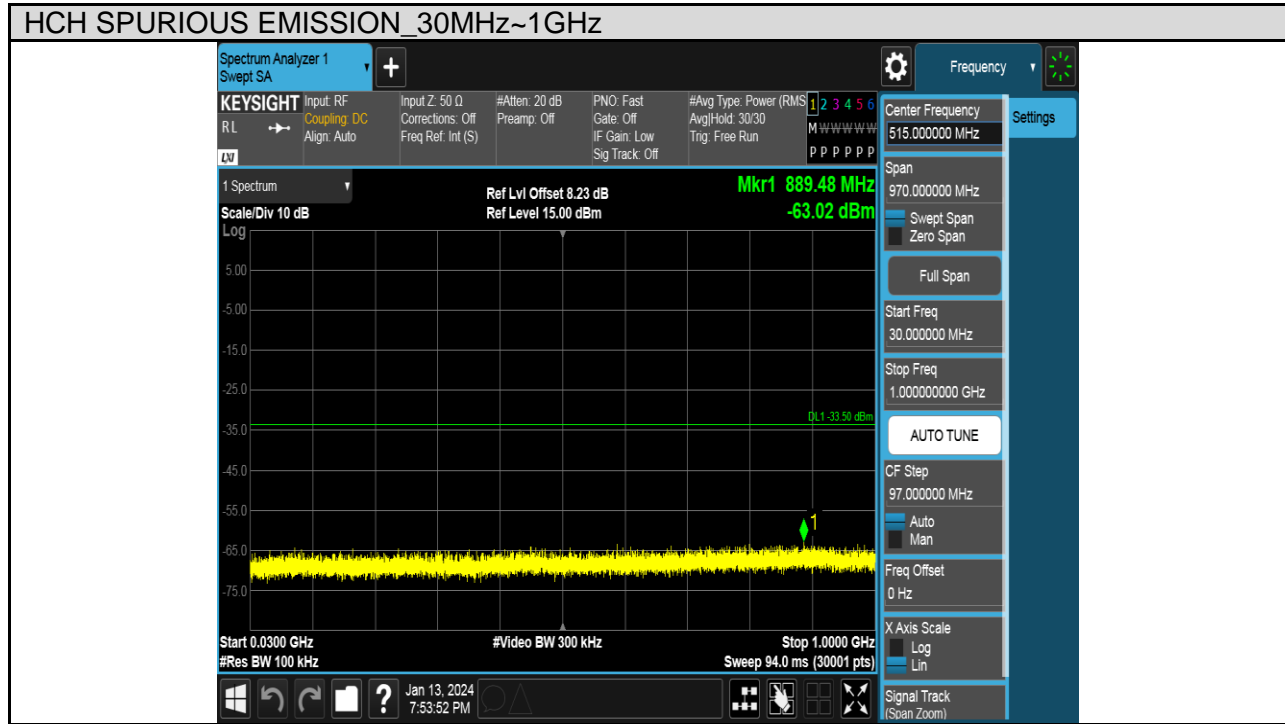 HCH SPURIOUS EMISSION_30MHz~1GHz
Spectrum Analyzer 1
Swept SA
+
Frequency
KEYSIGHT
RL
LXI
Input: RF
Coupling: DC
Align: Auto
Input Z: 50 Ω
Corrections: Off
Freq Ref: Int (S)
#Atten: 20 dB
Preamp: Off
PNO: Fast
Gate: Off
IF Gain: Low
Sig Track: Off
#Avg Type: Power (RMS
Avg|Hold: 30/30
Trig: Free Run
1 2 3 4 5 6
M W W W W W
P P P P P P
1 Spectrum
Scale/Div 10 dB
Log
Ref Lvl Offset 8.23 dB
Ref Level 15.00 dBm
Mkr1 889.48 MHz
-63.02 dBm
5.00
-5.00
-15.0
-25.0
DL1 -33.50 dBm
-35.0
-45.0
-55.0
1
-65.0
-75.0
Start 0.0300 GHz
#Res BW 100 kHz
#Video BW 300 kHz
Stop 1.0000 GHz
Sweep 94.0 ms (30001 pts)
Center Frequency
515.000000 MHz
Settings
Span
970.000000 MHz
Swept Span
Zero Span
Full Span
Start Freq
30.000000 MHz
Stop Freq
1.000000000 GHz
AUTO TUNE
CF Step
97.000000 MHz
Auto
Man
Freq Offset
0 Hz
X Axis Scale
Log
Lin
Signal Track
(Span Zoom)
?
Jan 13, 2024
7:53:52 PM